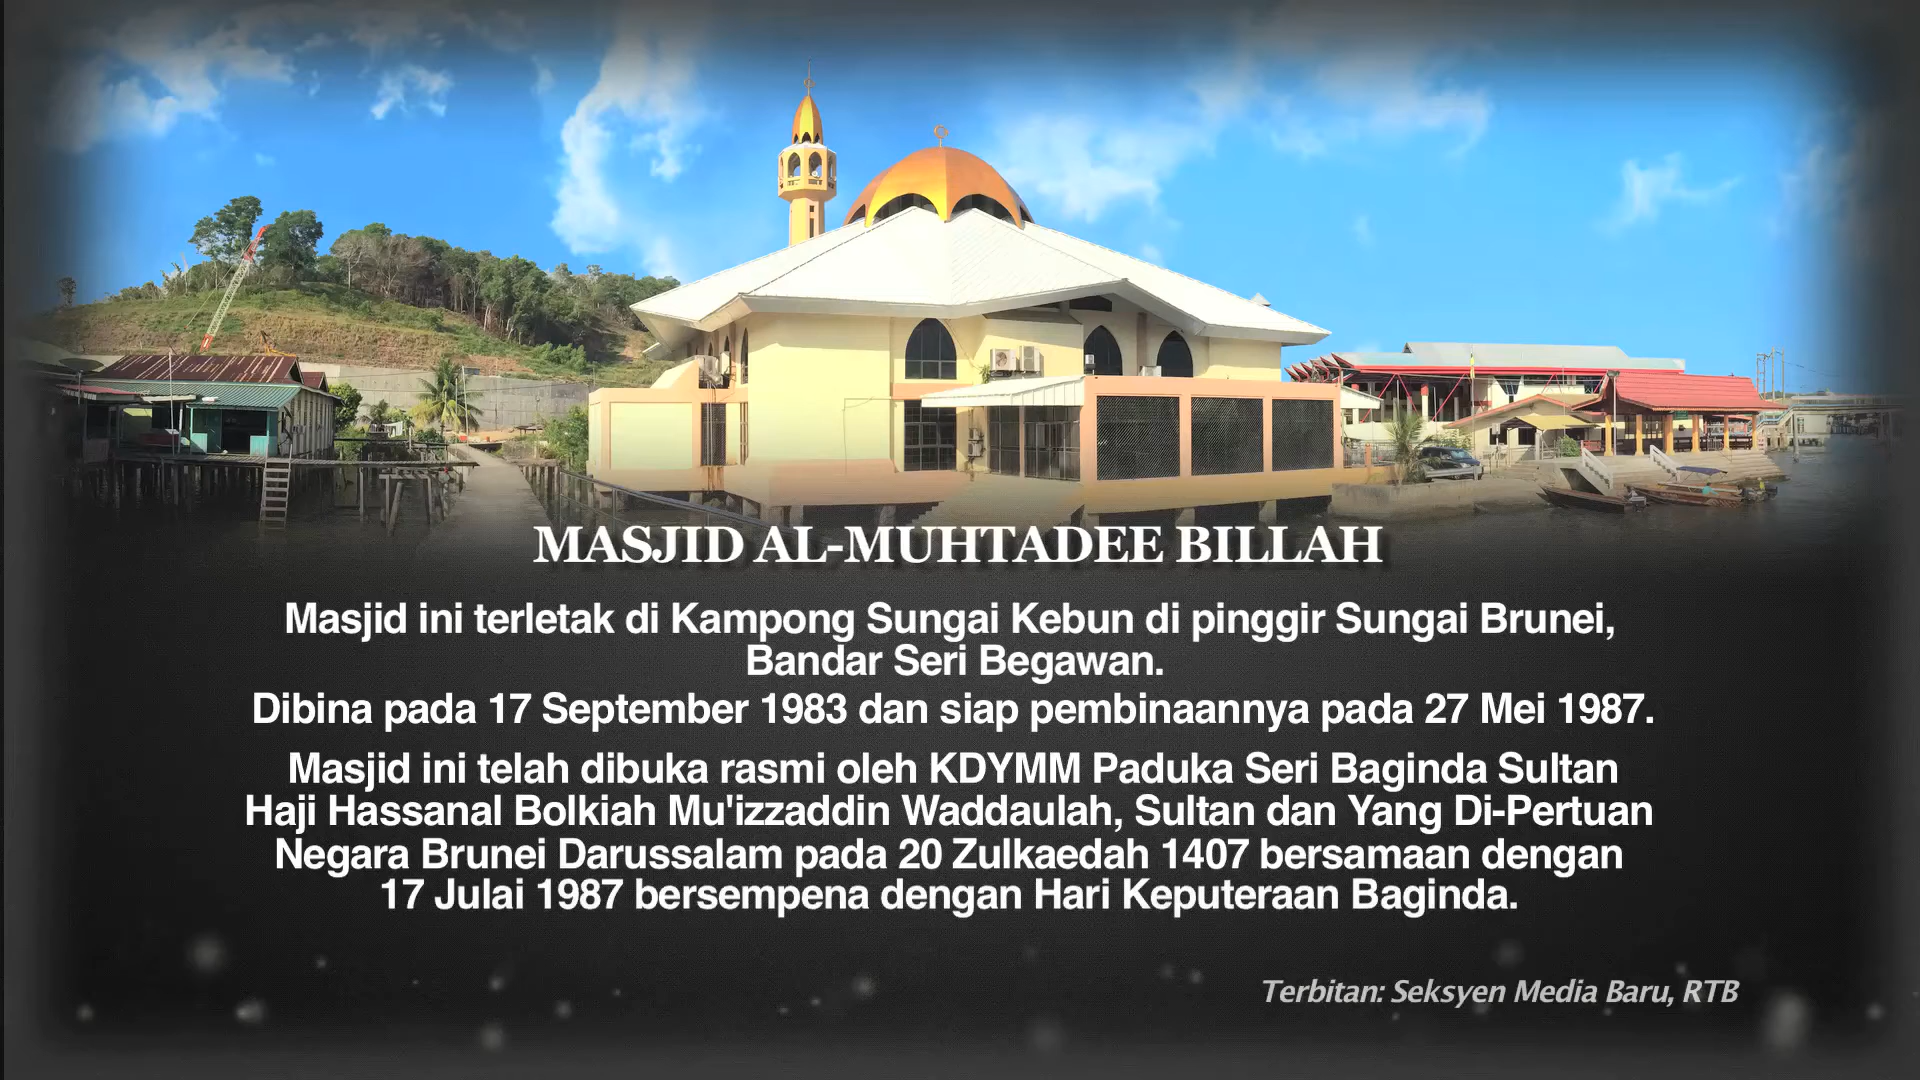 MASJID AL-MUHTADEE BILLAH
Masjid ini terletak di Kampong Sungai Kebun di pinggir Sungai Brunei,
Bandar Seri Begawan.
Dibina pada 17 September 1983 dan siap pembinaannya pada 27 Mei 1987.
Masjid ini telah dibuka rasmi oleh KDYMM Paduka Seri Baginda Sultan
Haji Hassanal Bolkiah Mu'izzaddin Waddaulah, Sultan dan Yang Di-Pertuan
Negara Brunei Darussalam pada 20 Zulkaedah 1407 bersamaan dengan
17 Julai 1987 bersempena dengan Hari Keputeraan Baginda.
Terbitan: Seksyen Media Baru, RTB